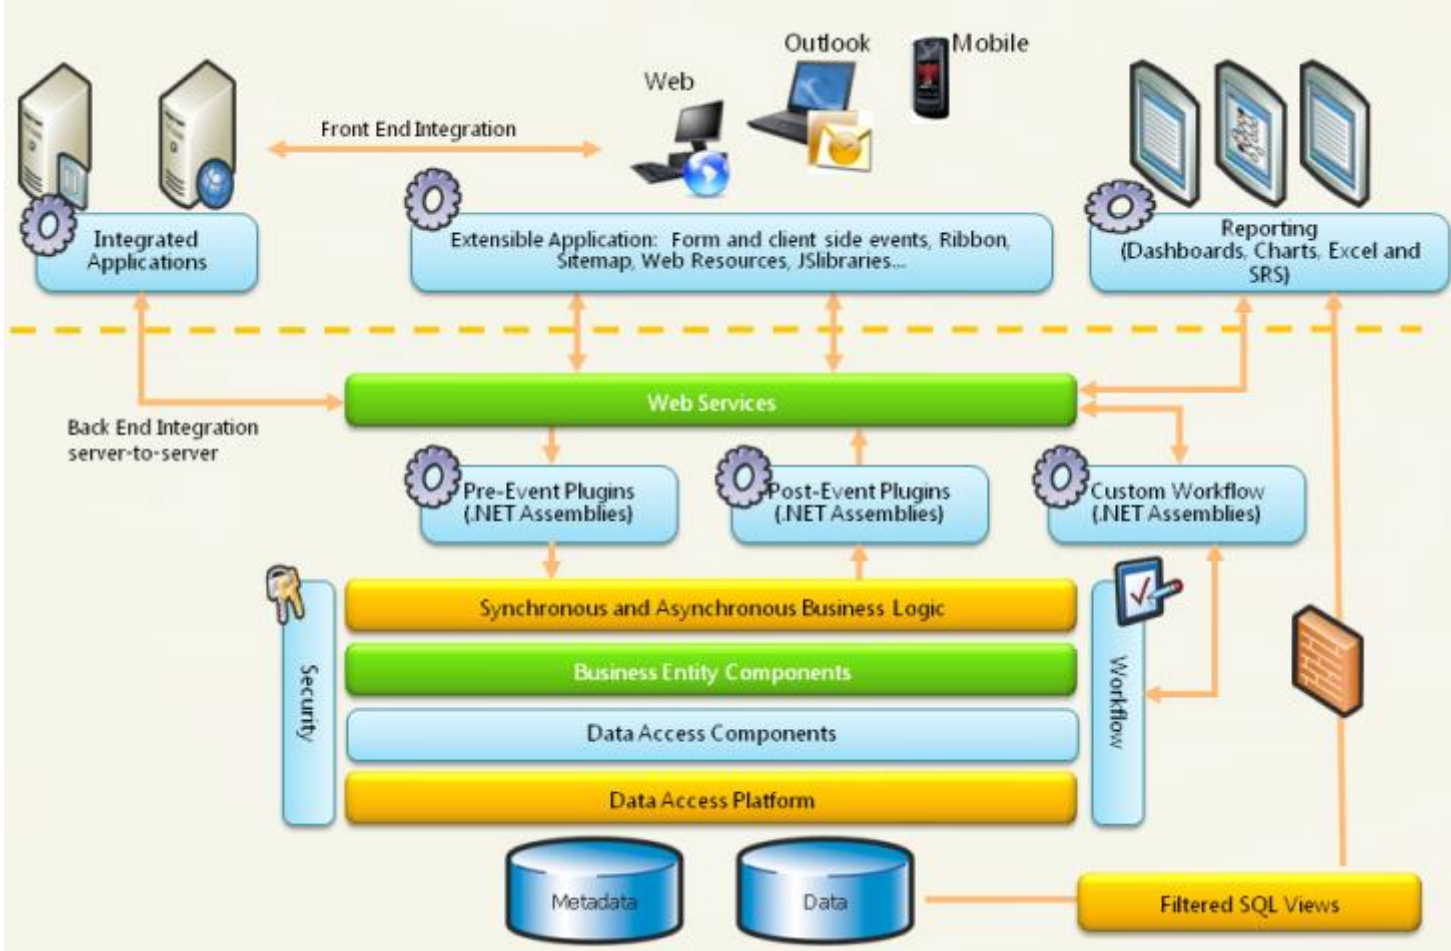 Outlook
Mobile
Web
Front End Integration
Integrated
Applications
Extensible Application:  Form and client side events, Ribbon,
Sitemap, Web Resources, JSlibraries...
Reporting
(Dashboards, Charts, Excel and
SRS)
Web Services
Back End Integration
server-to-server
Pre-Event Plugins
(.NET Assemblies)
Post-Event Plugins
(.NET Assemblies)
Custom Workflow
(.NET Assemblies)
Security
Synchronous and Asynchronous Business Logic
Business Entity Components
Data Access Components
Data Access Platform
Workflow
Metadata
Data
Filtered SQL Views